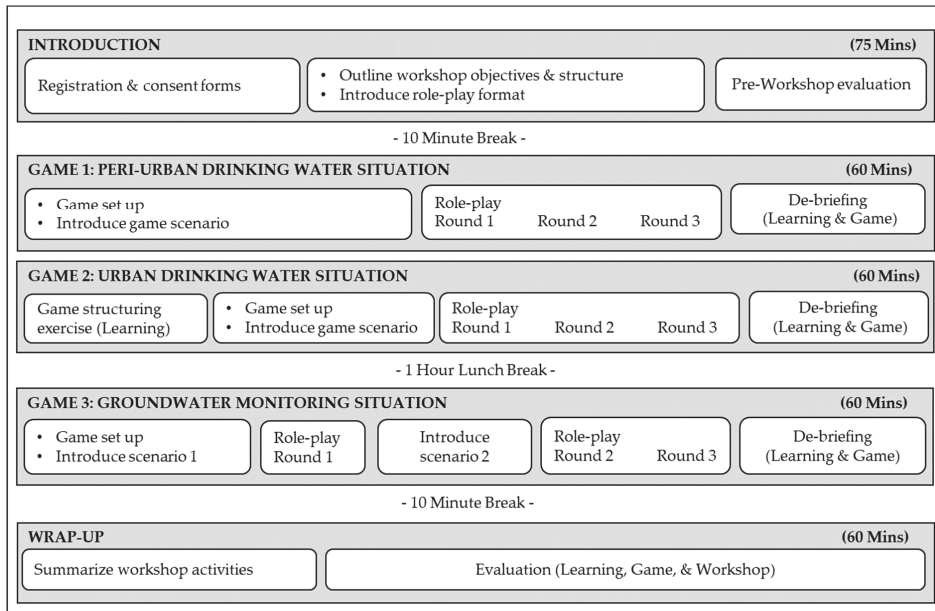 INTRODUCTION (75 Mins)
Registration & consent forms
• Outline workshop objectives & structure
• Introduce role-play format
Pre-Workshop evaluation
- 10 Minute Break -
GAME 1: PERI-URBAN DRINKING WATER SITUATION (60 Mins)
• Game set up
• Introduce game scenario
Role-play
Round 1 Round 2 Round 3
De-briefing
(Learning & Game)
GAME 2: URBAN DRINKING WATER SITUATION (60 Mins)
Game structuring
exercise (Learning)
• Game set up
• Introduce game scenario
Role-play
Round 1 Round 2 Round 3
De-briefing
(Learning & Game)
- 1 Hour Lunch Break -
GAME 3: GROUNDWATER MONITORING SITUATION (60 Mins)
• Game set up
• Introduce scenario 1
Role-play
Round 1
Introduce
scenario 2
Role-play
Round 2 Round 3
De-briefing
(Learning & Game)
- 10 Minute Break -
WRAP-UP (60 Mins)
Summarize workshop activities
Evaluation (Learning, Game, & Workshop)